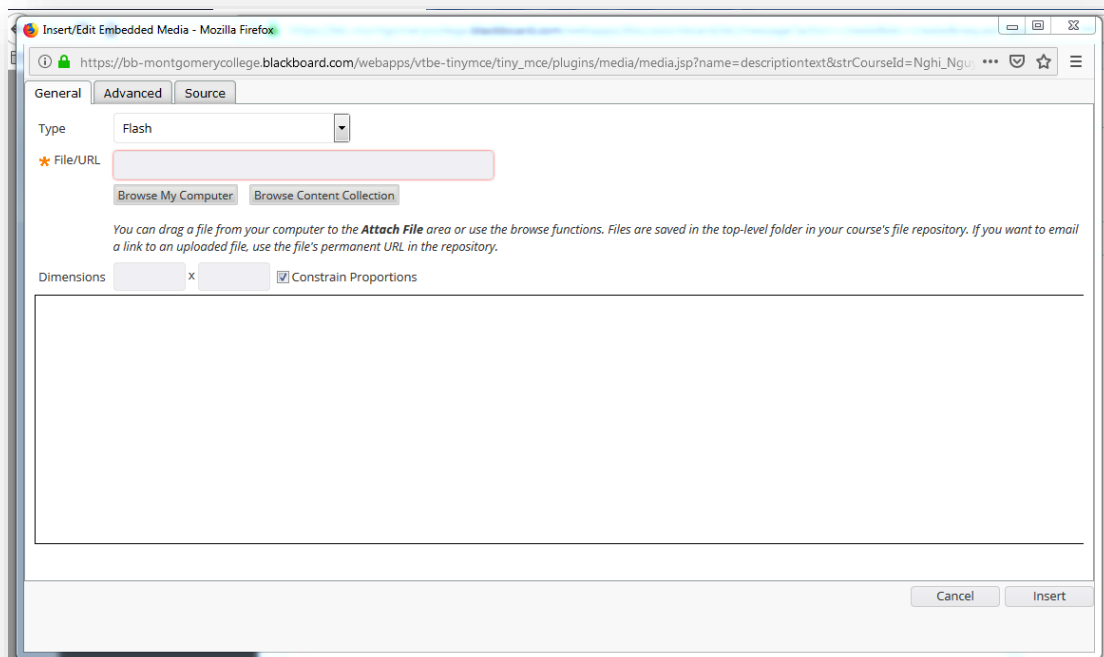 Insert/Edit Embedded Media - Mozilla Firefox
https://bb-montgomerycollege.blackboard.com/webapps/vtbe-tinymce/tiny_mce/plugins/media/media.jsp?name=descriptiontext&strCourseId=Nghi_Ngu
General Advanced Source
Type Flash
File/URL
Browse My Computer Browse Content Collection
You can drag a file from your computer to the Attach File area or use the browse functions. Files are saved in the top-level folder in your course's file repository. If you want to email
a link to an uploaded file, use the file's permanent URL in the repository.
Dimensions x Constrain Proportions
Cancel Insert